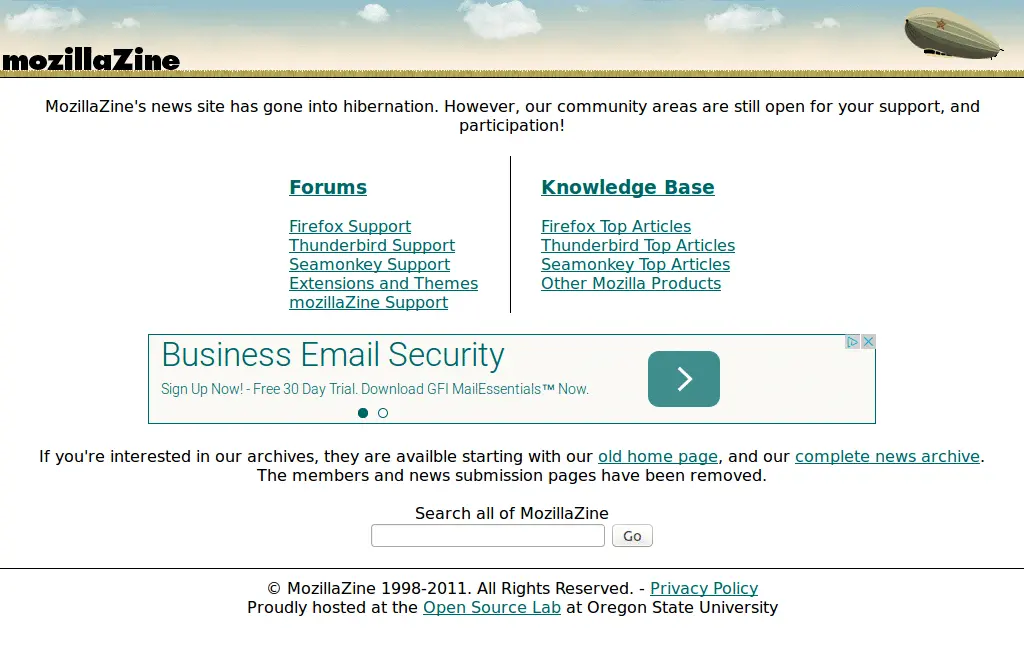 mozillaZine
MozillaZine's news site has gone into hibernation. However, our community areas are still open for your support, and
participation!
Forums
Firefox Support
Thunderbird Support
Seamonkey Support
Extensions and Themes
mozillaZine Support
Knowledge Base
Firefox Top Articles
Thunderbird Top Articles
Seamonkey Top Articles
Other Mozilla Products
Business Email Security
Sign Up Now! - Free 30 Day Trial. Download GFI MailEssentials™ Now.
If you're interested in our archives, they are availble starting with our old home page, and our complete news archive.
The members and news submission pages have been removed.
Search all of MozillaZine
Go
© MozillaZine 1998-2011. All Rights Reserved. - Privacy Policy
Proudly hosted at the Open Source Lab at Oregon State University